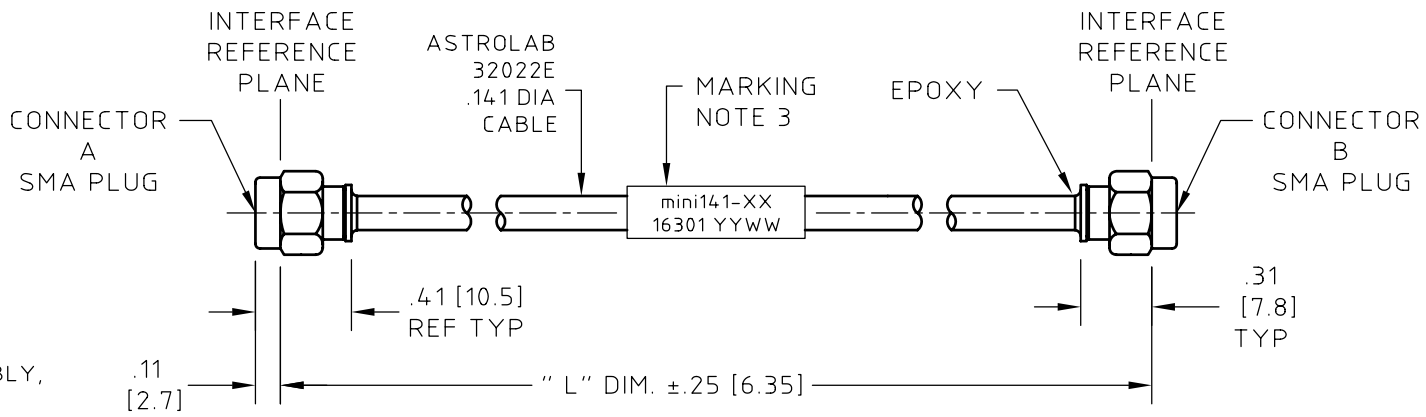 INTERFACE
REFERENCE
PLANE
INTERFACE
REFERENCE
PLANE
ASTROLAB
32022E
.141 DIA
CABLE
MARKING
NOTE 3
EPOXY
CONNECTOR
A
SMA PLUG
CONNECTOR
B
SMA PLUG
mini141-XX
16301 YYWW
.41 [10.5]
REF TYP
.31
[7.8]
TYP
BLY,
.11
[2.7]
" L" DIM. ±.25 [6.35]